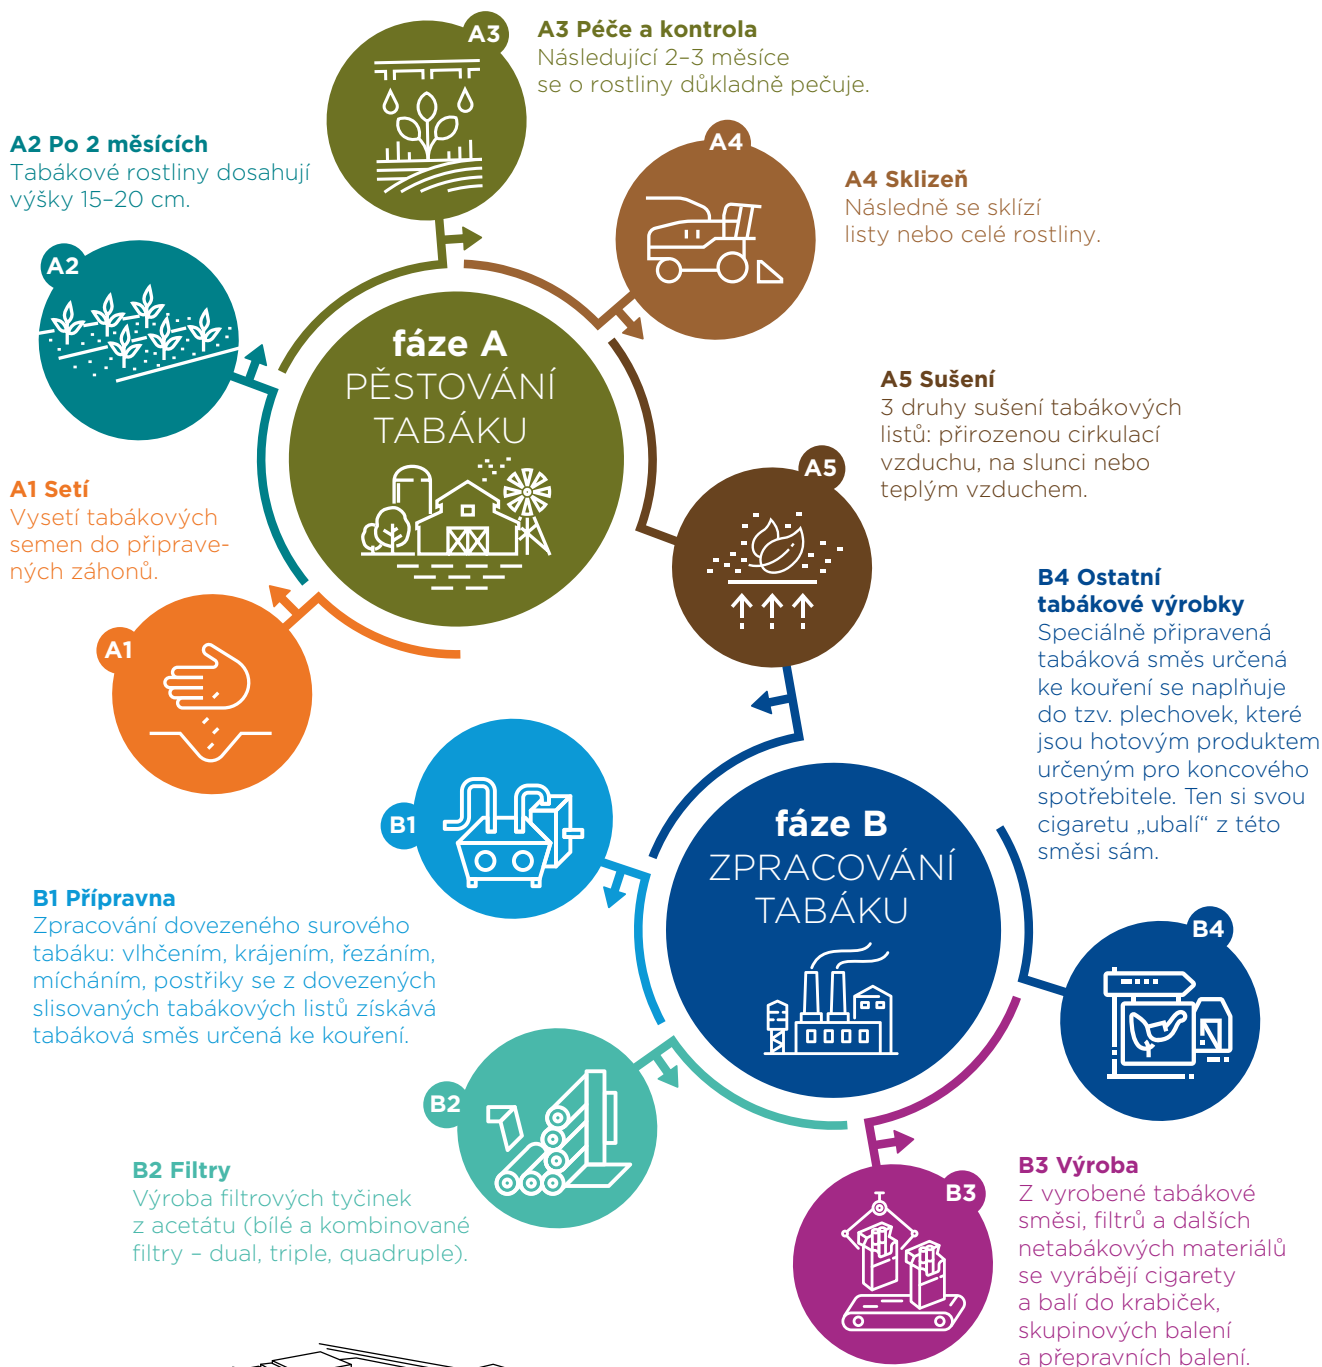 A3
A3 Péče a kontrola
Následující 2–3 měsíce
se o rostliny důkladně pečuje.
A2 Po 2 měsících
Tabákové rostliny dosahují
výšky 15–20 cm.
A2
A4
A4 Sklizeň
Následně se sklízí
listy nebo celé rostliny.
fáze A
PĚSTOVÁNÍ
TABÁKU
A5 Sušení
3 druhy sušení tabákových
listů: přirozenou cirkulací
vzduchu, na slunci nebo
teplým vzduchem.
A5
A1 Setí
Vysetí tabákových
semen do připrave-
ných záhonů.
A1
B4 Ostatní
tabákové výrobky
Speciálně připravená
tabáková směs určená
ke kouření se naplňuje
do tzv. plechovek, které
jsou hotovým produktem
určeným pro koncového
spotřebitele. Ten si svou
cigaretu „ubalí“ z této
směsi sám.
B1
fáze B
ZPRACOVÁNÍ
TABÁKU
B1 Přípravna
Zpracování dovezeného surového
tabáku: vlhčením, krájením, řezáním,
mícháním, postřiky se z dovezených
slisovaných tabákových listů získává
tabáková směs určená ke kouření.
B4
B2
B2 Filtry
Výroba filtrových tyčinek
z acetátu (bílé a kombinované
filtry – dual, triple, quadruple).
B3
B3 Výroba
Z vyrobené tabákové
směsi, filtrů a dalších
netabákových materiálů
se vyrábějí cigarety
a balí do krabiček,
skupinových balení
a přepravních balení.